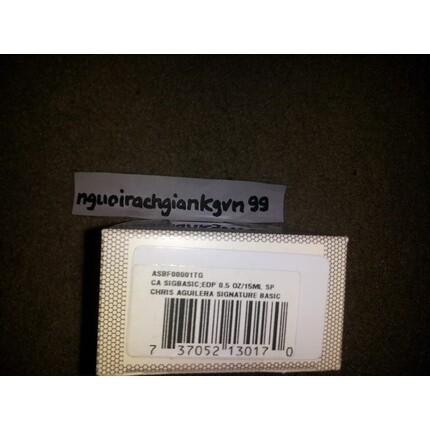 nguoirachgiankgvn 99
ASBF00001TG
CA SIGBASIC;EDP 0.5 OZ/15ML SP
CHRIS AGUILERA SIGNATURE BASIC
7 37052 13017 0